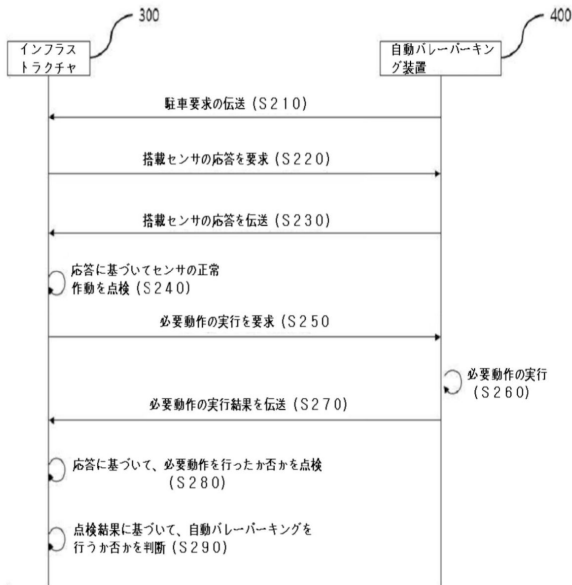 300
400
インフラス
トラクチャ
自動バレーパーキン
グ装置
駐車要求の伝送（S210）
搭載センサの応答を要求（S220）
搭載センサの応答を伝送（S230）
応答に基づいてセンサの正常
作動を点検（S240）
必要動作の実行を要求（S250
必要動作の実行
（S260）
必要動作の実行結果を伝送（S270）
応答に基づいて、必要動作を行ったか否かを点検
（S280）
点検結果に基づいて、自動バレーパーキングを
行うか否かを判断（S290）